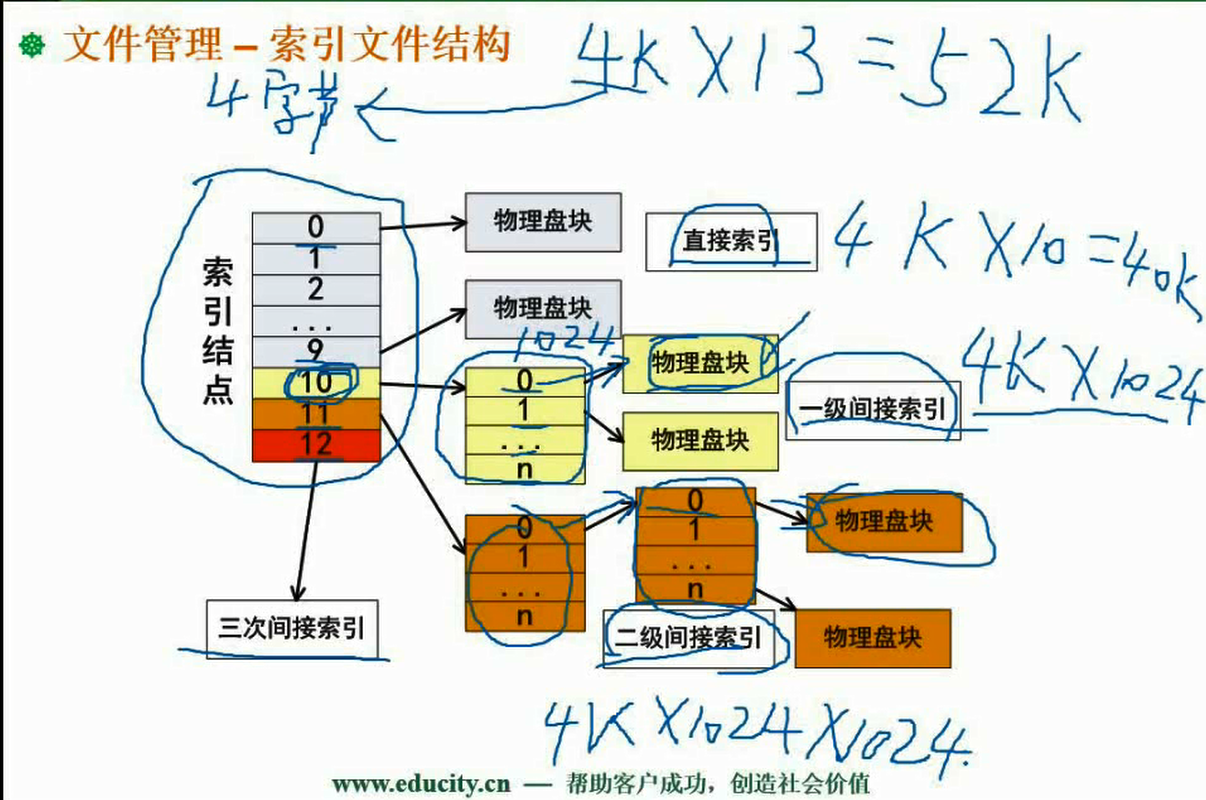 文件管理 – 索引文件结构
4K X 13 = 52K
4字节
索引结点
0
1
2
...
9
10
11
12
物理盘块
物理盘块
直接索引
4 K X 10 = 40K
1024
0
1
...
n
物理盘块
物理盘块
一级间接索引
4K X 1024
0
1
...
n
0
1
...
n
物理盘块
物理盘块
二级间接索引
三次间接索引
4K X 1024 X 1024.
www.educity.cn — 帮助客户成功，创造社会价值